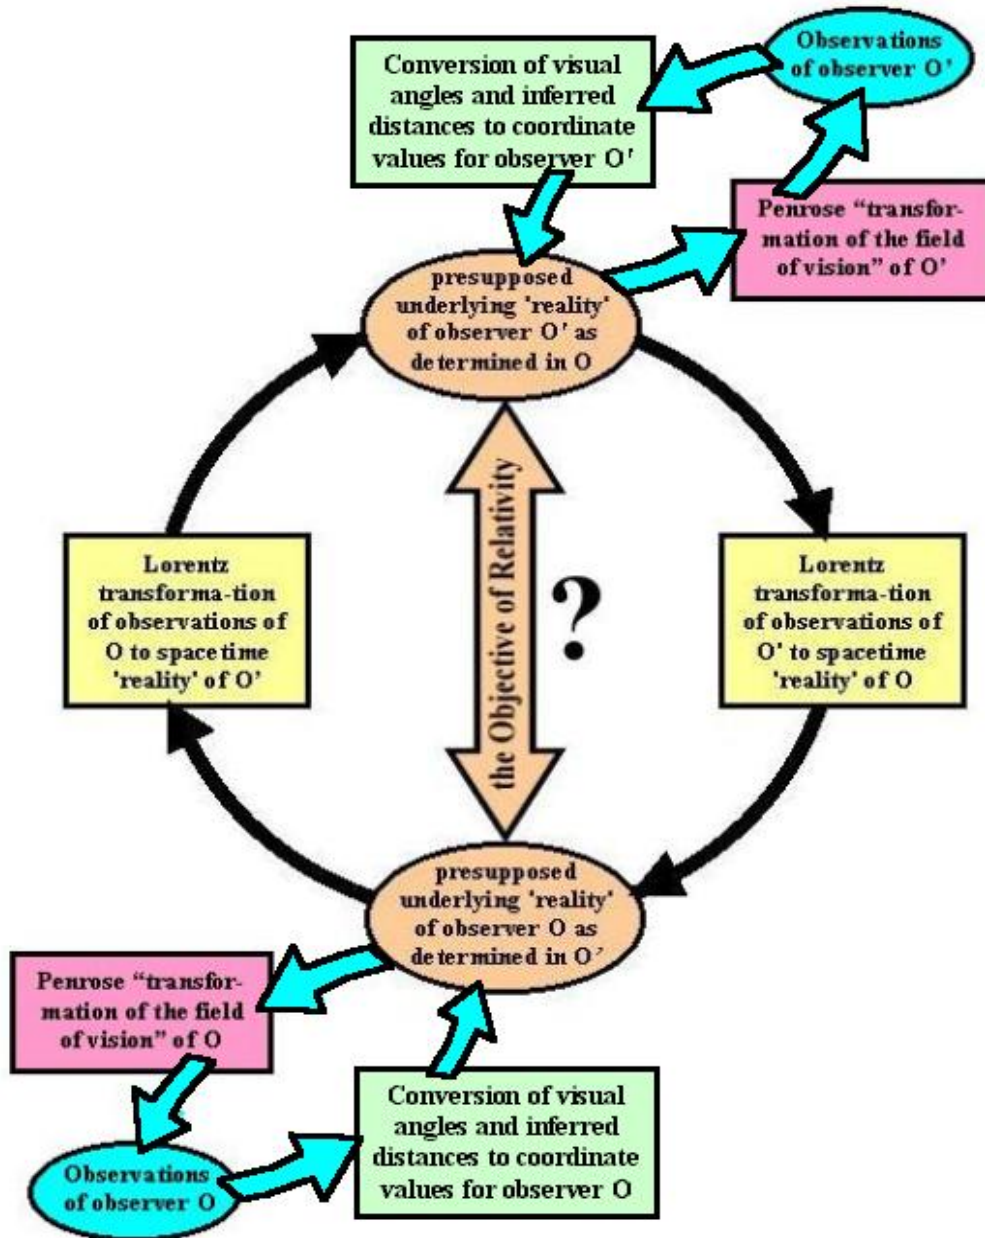 Observations
of observer O'
Conversion of visual
angles and inferred
distances to coordinate
values for observer O'
Penrose “transfor-
mation of the field
of vision” of O’
presupposed
underlying 'reality'
of observer O' as
determined in O
Lorentz
transforma-tion
of observations of
O to spacetime
'reality' of O’
the Objective of Relativity
?
Lorentz
transforma-tion
of observations of
O' to spacetime
'reality' of O
presupposed
underlying 'reality'
of observer O as
determined in O’
Penrose “transfor-
mation of the field
of vision” of O
Conversion of visual
angles and inferred
distances to coordinate
values for observer O
Observations
of observer O